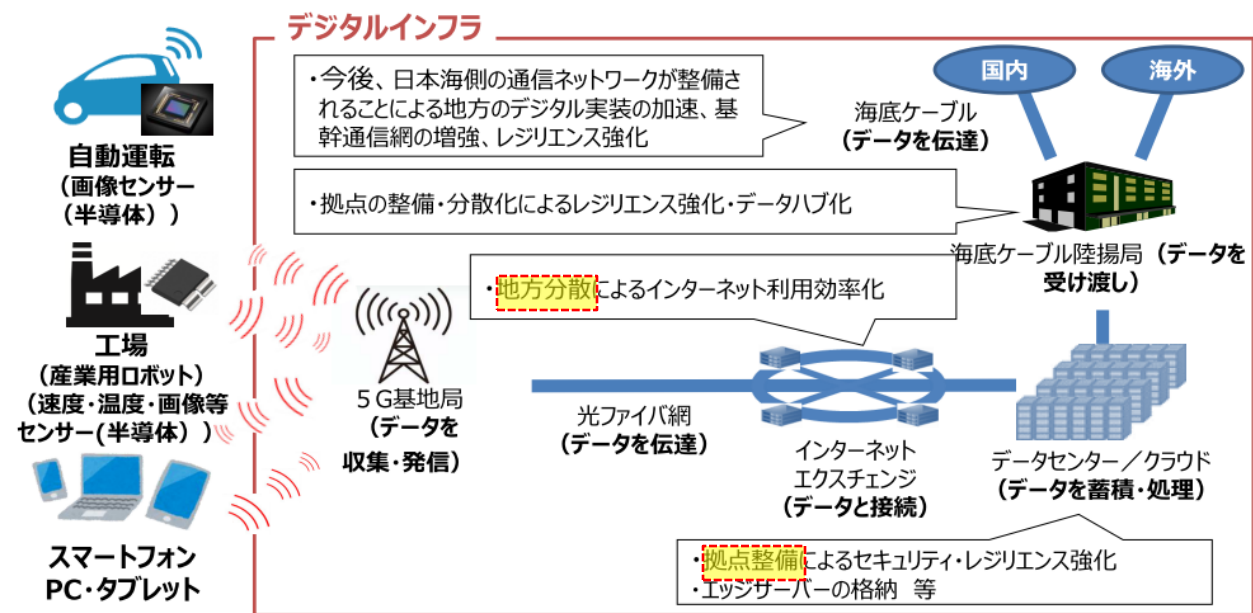 デジタルインフラ
・今後、日本海側の通信ネットワークが整備さ
れることによる地方のデジタル実装の加速、基
幹通信網の増強、レジリエンス強化
国内
海外
海底ケーブル
(データを伝達)
自動運転
(画像センサー
(半導体))
・拠点の整備・分散化によるレジリエンス強化・データハブ化
海底ケーブル陸揚局 (データを
受け渡し)
・地方分散によるインターネット利用効率化
工場
(産業用ロボット)
(速度・温度・画像等
センサー(半導体))
5G基地局
(データを
収集・発信)
光ファイバ網
(データを伝達)
インターネット
エクスチェンジ
(データと接続)
データセンター/クラウド
(データを蓄積・処理)
スマートフォン
PC・タブレット
・拠点整備によるセキュリティ・レジリエンス強化
・エッジサーバーの格納 等